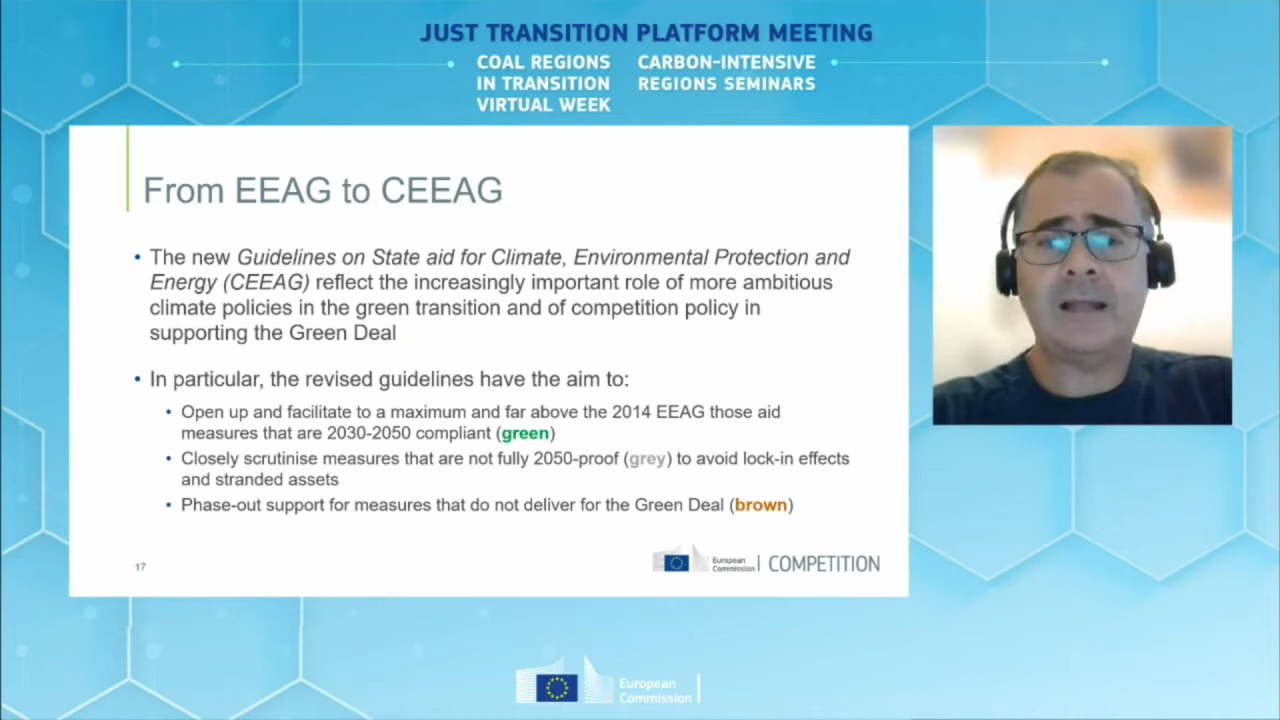 JUST TRANSITION PLATFORM MEETING
COAL REGIONS
IN TRANSITION
VIRTUAL WEEK
CARBON-INTENSIVE
REGIONS SEMINARS
From EEAG to CEEAG
• The new Guidelines on State aid for Climate, Environmental Protection and
Energy (CEEAG) reflect the increasingly important role of more ambitious
climate policies in the green transition and of competition policy in
supporting the Green Deal
• In particular, the revised guidelines have the aim to:
• Open up and facilitate to a maximum and far above the 2014 EEAG those aid
measures that are 2030-2050 compliant (green)
• Closely scrutinise measures that are not fully 2050-proof (grey) to avoid lock-in effects
and stranded assets
• Phase-out support for measures that do not deliver for the Green Deal (brown)
17
European
Commission
COMPETITION
European
Commission